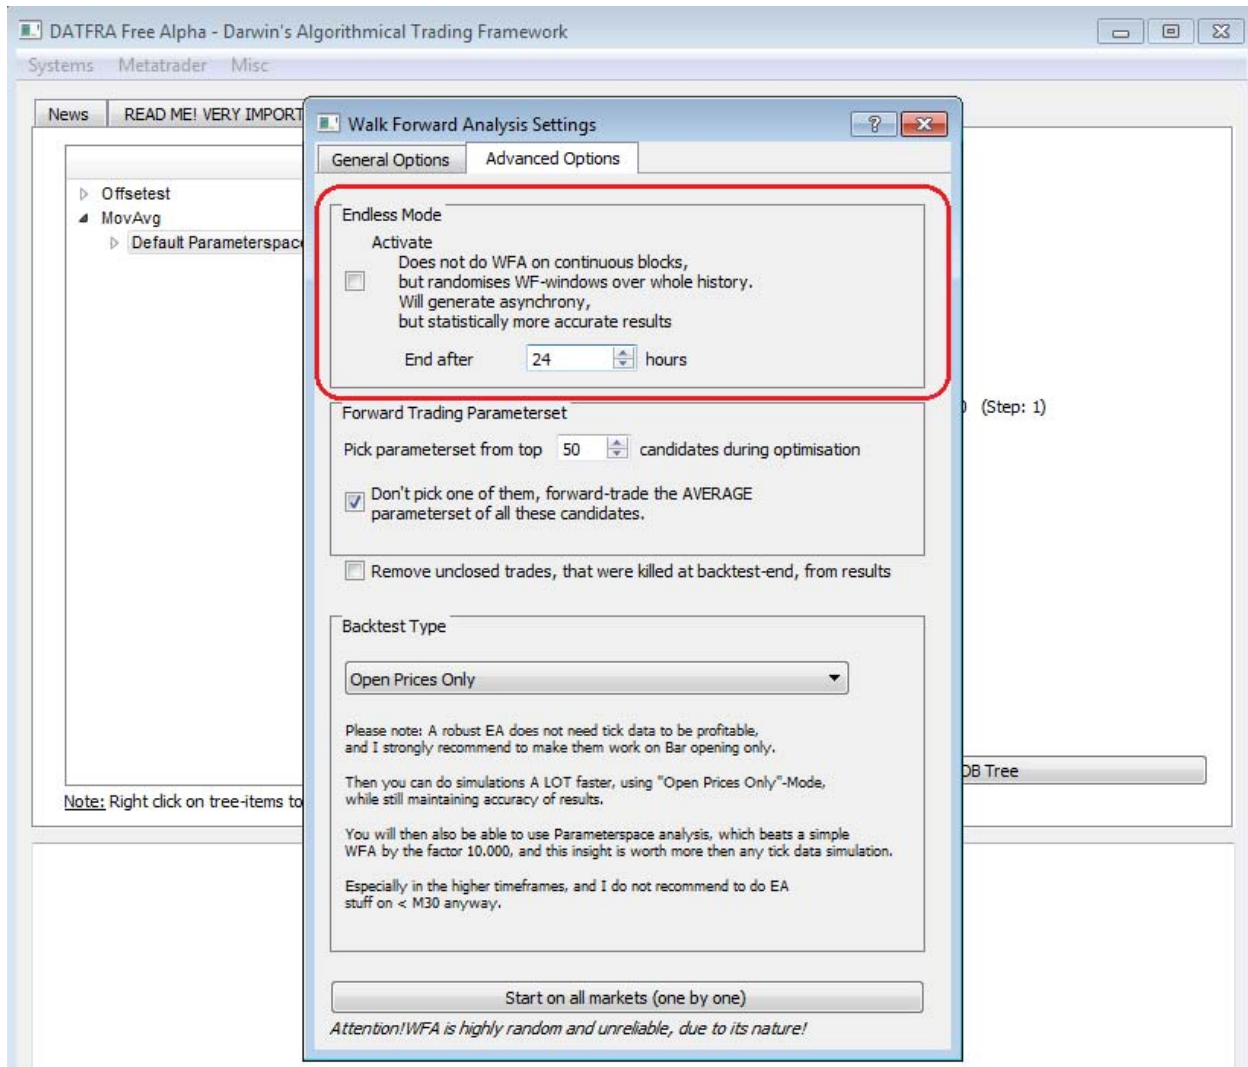 DATFRA Free Alpha - Darwin's Algorithmical Trading Framework
Systems Metatrader Misc
News READ ME! VERY IMPORT
Walk Forward Analysis Settings
General Options Advanced Options
Offsetest
MovAvg
Default Parameterspac
Endless Mode
Activate
Does not do WFA on continuous blocks,
but randomises WF-windows over whole history.
Will generate asynchrony,
but statistically more accurate results
End after 24 hours
(Step: 1)
Forward Trading Parameterset
Pick parameterset from top 50 candidates during optimisation
Don't pick one of them, forward-trade the AVERAGE
parameterset of all these candidates.
Remove unclosed trades, that were killed at backtest-end, from results
Backtest Type
Open Prices Only
Please note: A robust EA does not need tick data to be profitable,
and I strongly recommend to make them work on Bar opening only.
Then you can do simulations A LOT faster, using "Open Prices Only"-Mode,
while still maintaining accuracy of results.
You will then also be able to use Parameterspace analysis, which beats a simple
WFA by the factor 10.000, and this insight is worth more then any tick data simulation.
Especially in the higher timeframes, and I do not recommend to do EA
stuff on < M30 anyway.
DB Tree
Note: Right click on tree-items to
Start on all markets (one by one)
Attention!WFA is highly random and unreliable, due to its nature!